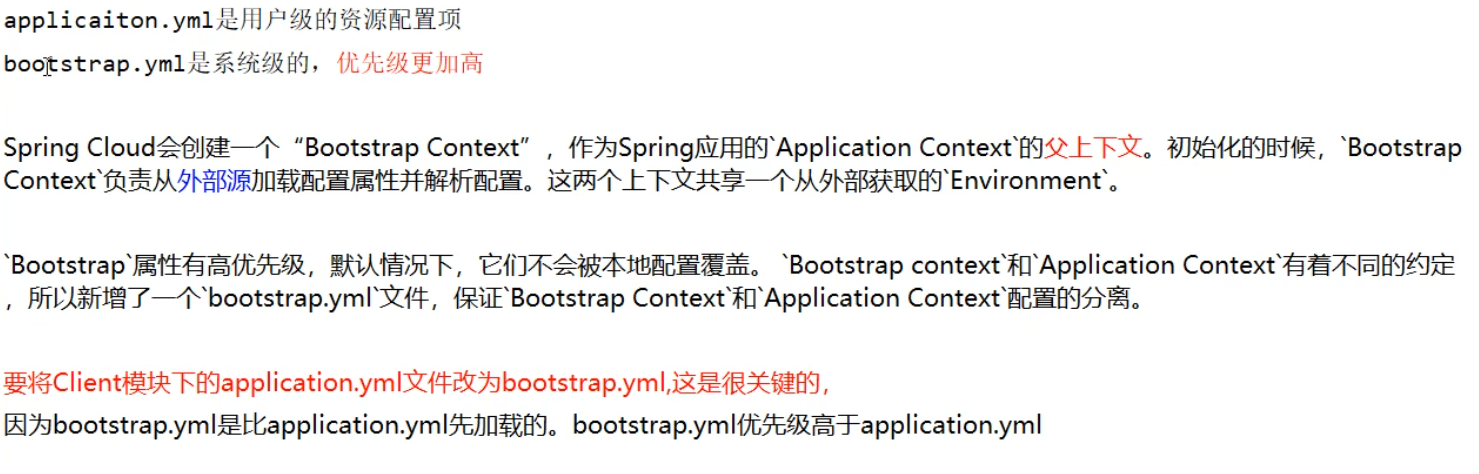 applicaiton.yml是用户级的资源配置项
bootstrap.yml是系统级的，优先级更加高
Spring Cloud会创建一个“Bootstrap Context”，作为Spring应用的`Application Context`的父上下文。初始化的时候，`Bootstrap
Context`负责从外部源加载配置属性并解析配置。这两个上下文共享一个从外部获取的`Environment`。
`Bootstrap`属性有高优先级，默认情况下，它们不会被本地配置覆盖。 `Bootstrap context`和`Application Context`有着不同的约定
，所以新增了一个`bootstrap.yml`文件，保证`Bootstrap Context`和`Application Context`配置的分离。
要将Client模块下的application.yml文件改为bootstrap.yml,这是很关键的，
因为bootstrap.yml是比application.yml先加载的。bootstrap.yml优先级高于application.yml